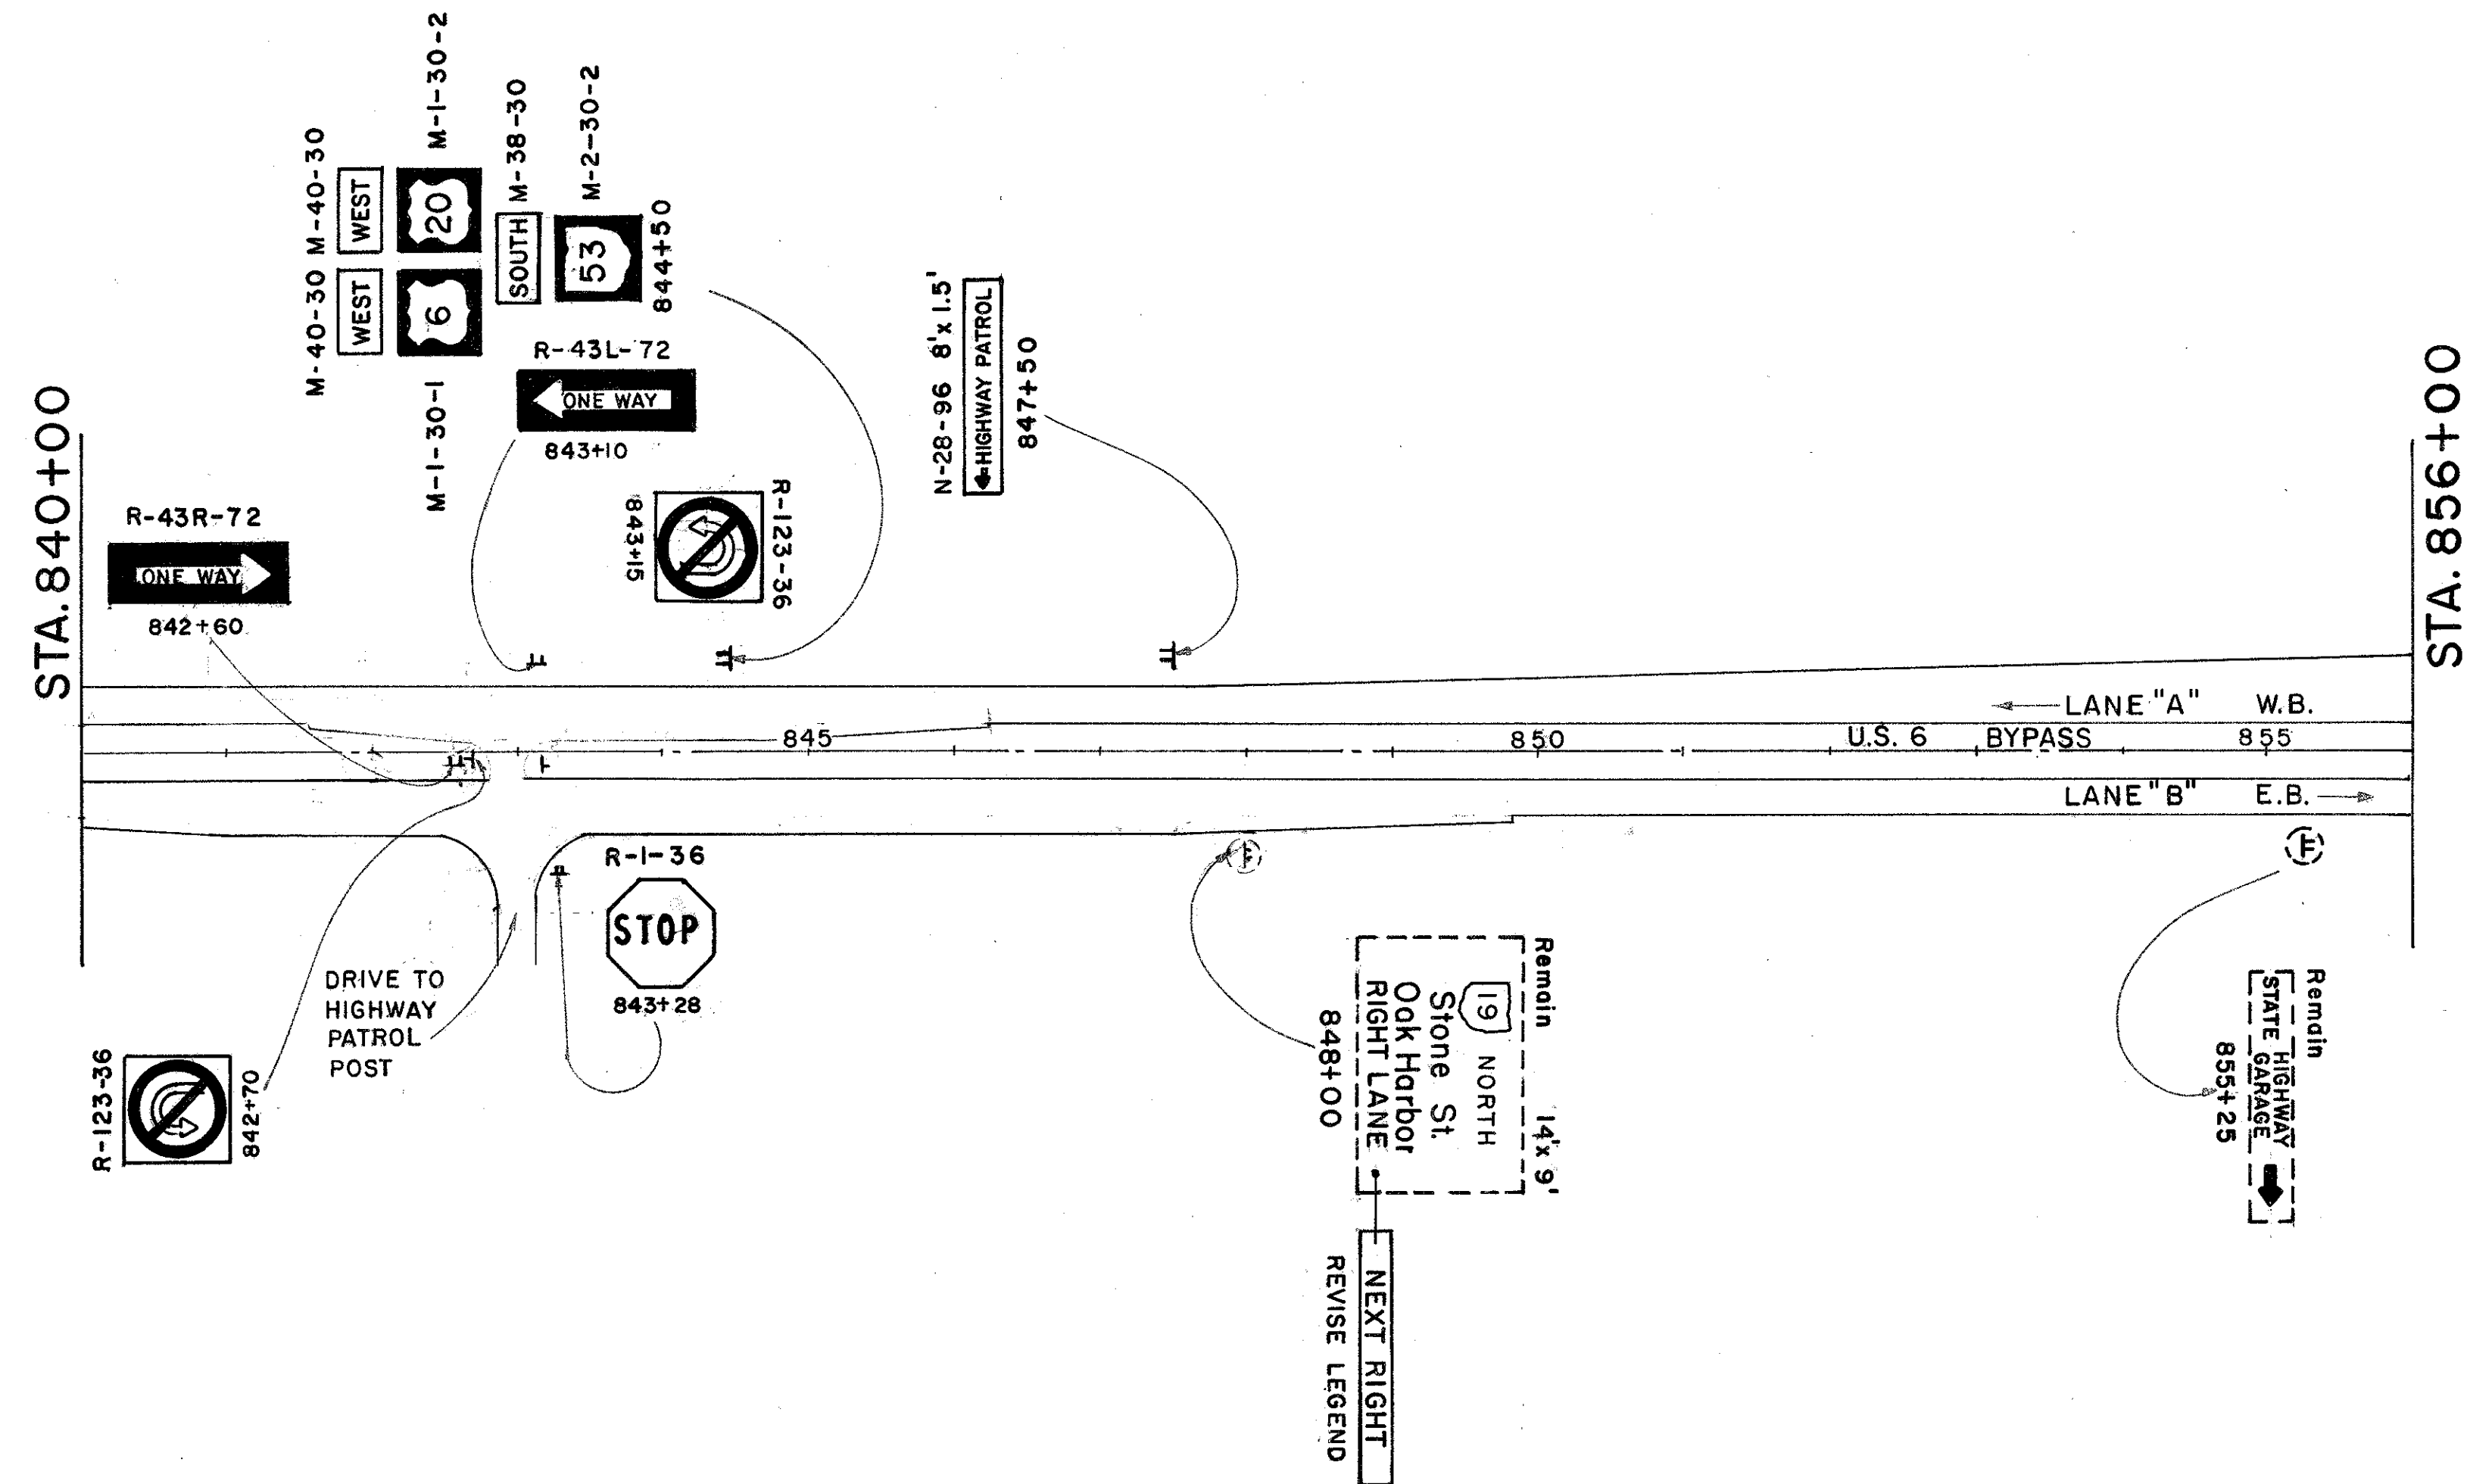 STA. 840+00
M-40-30 M-40-30
WEST
WEST
20
6
M-1-30-2
M-1-30-1
M-38-30
SOUTH
M-2-30-2
53
844+50
R-43L-72
ONE WAY
843+10
R-43R-72
ONE WAY
842+60
R-123-36
843+15
N-28-96 8'x1.5'
HIGHWAY PATROL
847+50
STA. 856+00
LANE "A" W.B.
845
850
U.S. 6 BYPASS
855
LANE "B" E.B.
R-1-36
STOP
843+28
DRIVE TO
HIGHWAY
PATROL
POST
R-123-36
842+70
Remain 14'x 9'
19 NORTH
Stone St.
Oak Harbor
RIGHT LANE
848+00
NEXT RIGHT
REVISE LEGEND
Remain
STATE HIGHWAY
GARAGE
855+25